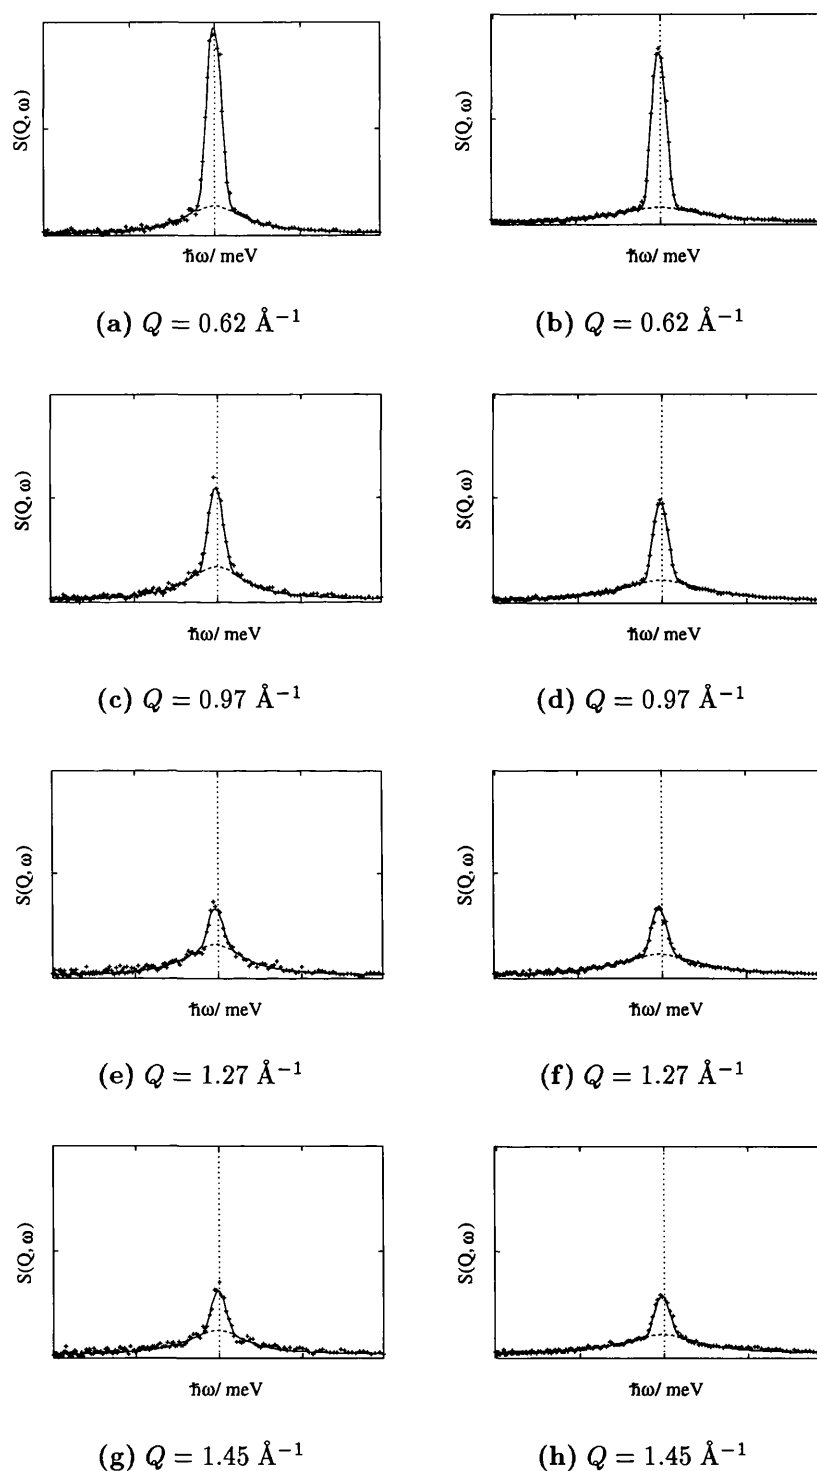 S(Q, ω)
ħω/ meV
(a) Q = 0.62 Å⁻¹
S(Q, ω)
ħω/ meV
(b) Q = 0.62 Å⁻¹
S(Q, ω)
ħω/ meV
(c) Q = 0.97 Å⁻¹
S(Q, ω)
ħω/ meV
(d) Q = 0.97 Å⁻¹
S(Q, ω)
ħω/ meV
(e) Q = 1.27 Å⁻¹
S(Q, ω)
ħω/ meV
(f) Q = 1.27 Å⁻¹
S(Q, ω)
ħω/ meV
(g) Q = 1.45 Å⁻¹
S(Q, ω)
ħω/ meV
(h) Q = 1.45 Å⁻¹